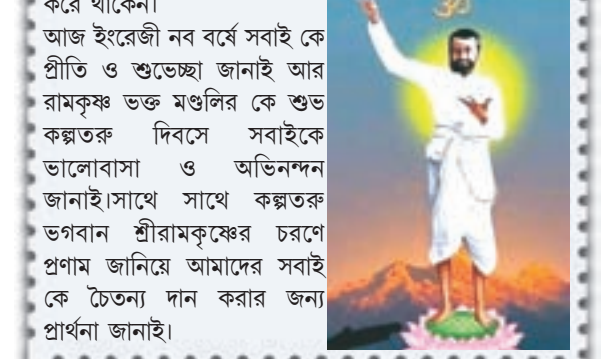 করে থাকেন।
আজ ইংরেজী নব বর্ষে সবাই কে
প্রীতি ও শুভেচ্ছা জানাই আর
রামকৃষ্ণ ভক্ত মণ্ডলির কে শুভ
কল্পতরু দিবসে সবাইকে
ভালোবাসা ও অভিনন্দন
জানাই।সাথে সাথে কল্পতরু
ভগবান শ্রীরামকৃষ্ণের চরণে
প্রণাম জানিয়ে আমাদের সবাই
কে চৈতন্য দান করার জন্য
প্রার্থনা জানাই।
ॐ